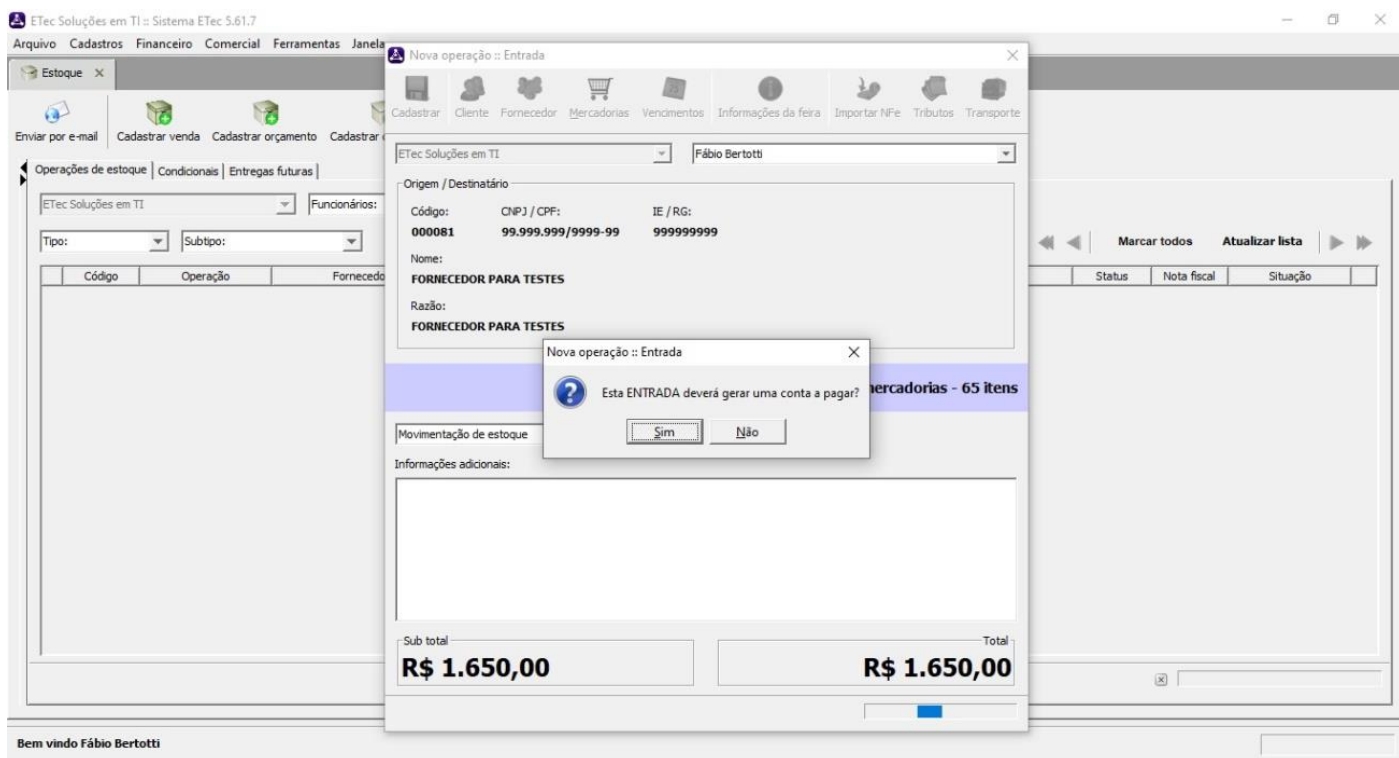 ETec Soluções em TI :: Sistema ETec 5.61.7
Arquivo Cadastros Financeiro Comercial Ferramentas Janela
Estoque
Enviar por e-mail Cadastrar venda Cadastrar orçamento Cadastrar
Operações de estoque Condicionais Entregas futuras
ETec Soluções em TI Funcionários:
Tipo: Subtipo: Marcar todos Atualizar lista
Código Operação Fornecedo Status Nota fiscal Situação
Nova operação :: Entrada
Cadastrar Cliente Fornecedor Mercadorias Vencimentos Informações da feira Importar NFe Tributos Transporte
ETec Soluções em TI Fábio Bertotti
Origem / Destinatário
Código: CNPJ / CPF: IE / RG:
000081 99.999.999/9999-99 999999999
Nome:
FORNECEDOR PARA TESTES
Razão:
FORNECEDOR PARA TESTES
Nova operação :: Entrada
Esta ENTRADA deverá gerar uma conta a pagar?
Sim Não
mercadorias - 65 itens
Movimentação de estoque
Informações adicionais:
Sub total Total
R$ 1.650,00 R$ 1.650,00
Bem vindo Fábio Bertotti